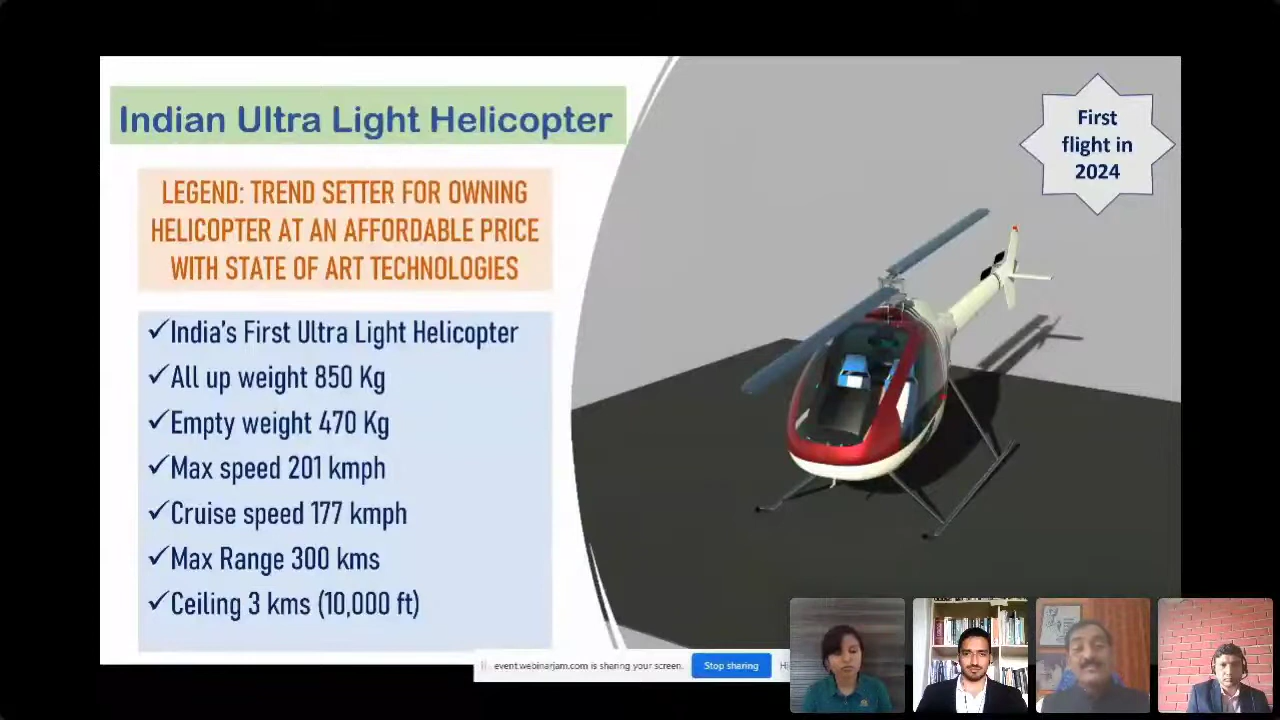 Indian Ultra Light Helicopter
First
flight in
2024
LEGEND: TREND SETTER FOR OWNING
HELICOPTER AT AN AFFORDABLE PRICE
WITH STATE OF ART TECHNOLOGIES
✓India's First Ultra Light Helicopter
✓All up weight 850 Kg
✓Empty weight 470 Kg
✓Max speed 201 kmph
✓Cruise speed 177 kmph
✓Max Range 300 kms
✓Ceiling 3 kms (10,000 ft)
event.webinarjam.com is sharing your screen.
Stop sharing